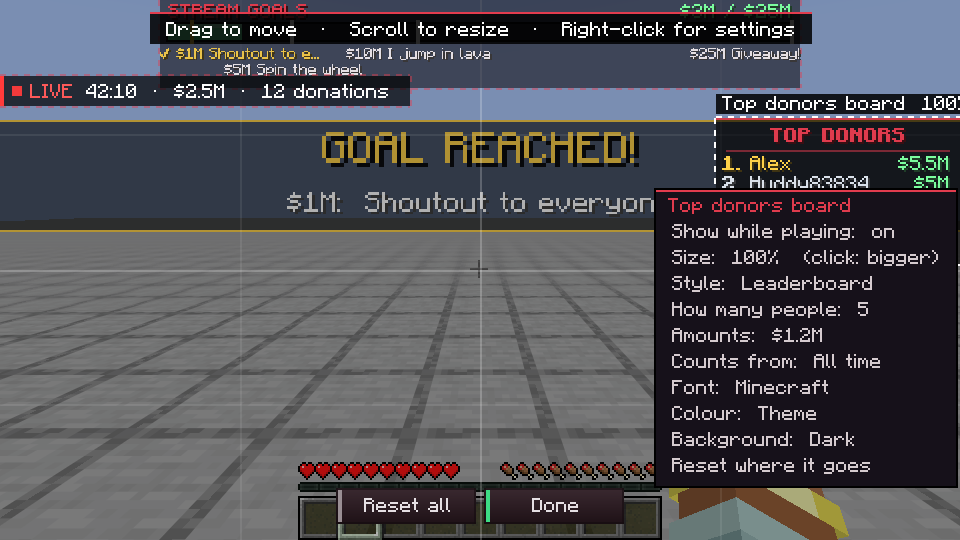 STREAM GOALS $3M / $25M
Drag to move · Scroll to resize · Right-click for settings
✓ $1M Shoutout to e... $10M I jump in lava $25M Giveaway!
$5M Spin the wheel
LIVE 42:10 · $2.5M · 12 donations
Top donors board 100%
TOP DONORS
1. Alex $5.5M
2. Huddy83834 $5M
GOAL REACHED!
$1M: Shoutout to everyon
Top donors board
Show while playing: on
Size: 100% (click: bigger)
Style: Leaderboard
How many people: 5
Amounts: $1.2M
Counts from: All time
Font: Minecraft
Colour: Theme
Background: Dark
Reset where it goes
Reset all
Done